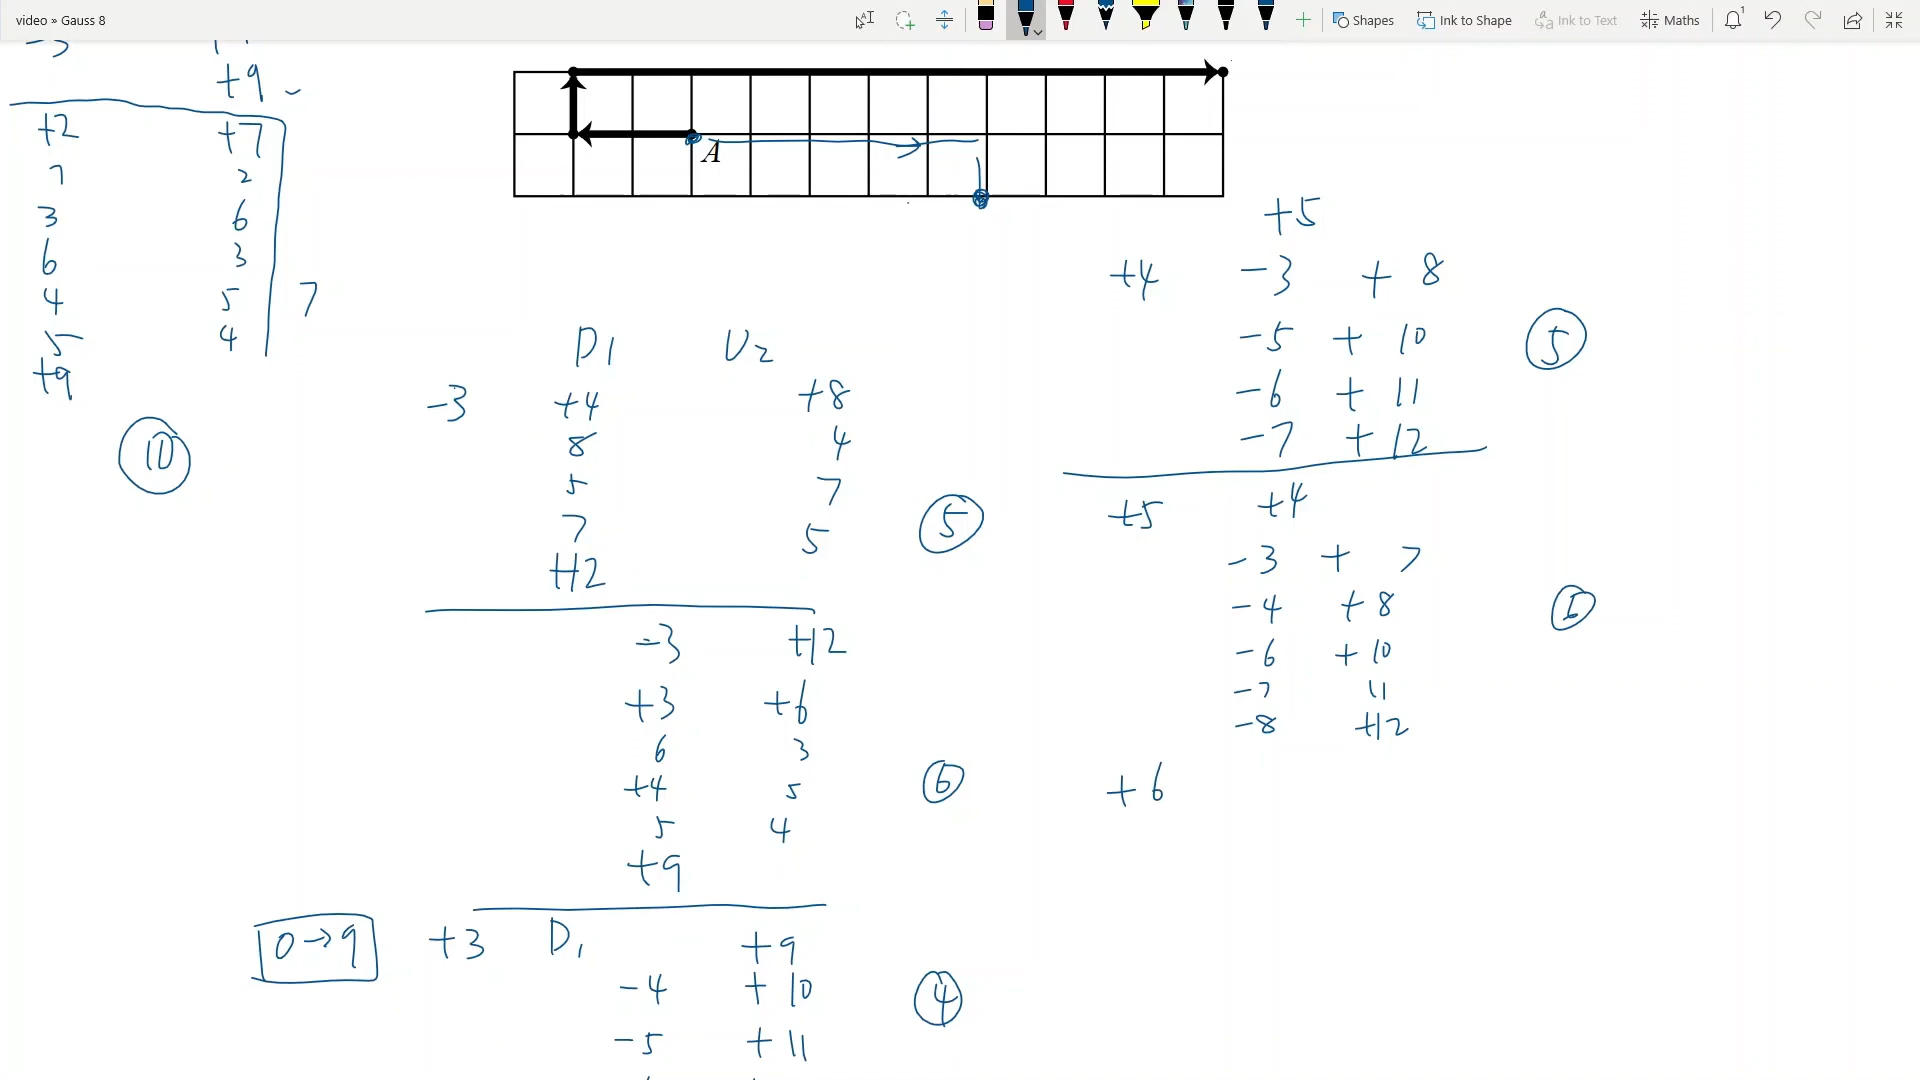 video » Gauss 8
Shapes
Ink to Shape
Ink to Text
Maths
A
-3
+9
+2 +7
7 2
3 6
6 3
4 5 7
5 4
+9
10
D1 U2
-3 +4 +8
8 4
5 7
7 5
+12
5
-3 +12
+3 +6
6 3
+4 5
5 4
+9
6
0→9 +3 D1 +9
-4 + 10
-5 + 11
4
+5
+4 -3 + 8
-5 + 10
-6 + 11
-7 + 12
5
+5 +4
-3 + 7
-4 +8
-6 + 10
-7 11
-8 +12
+6